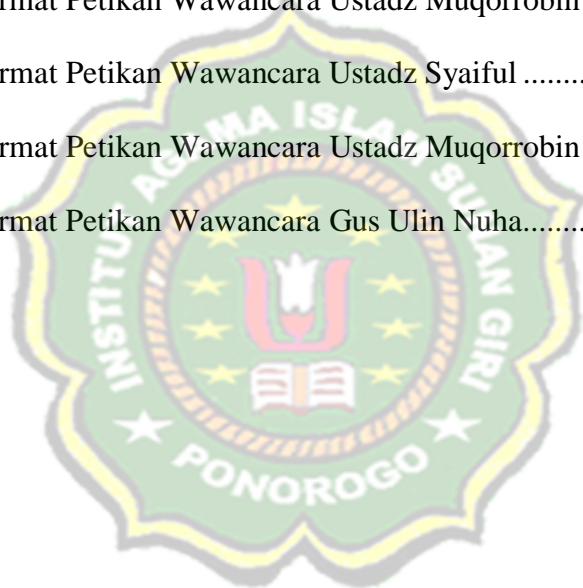 rmat Petikan Wawancara Ustadz Muqorrobin
rmat Petikan Wawancara Ustadz Syaiful ........
rmat Petikan Wawancara Ustadz Muqorrobin
rmat Petikan Wawancara Gus Ulin Nuha........
INSTITUT AGAMA ISLAM SUNAN GIRI
PONOROGO